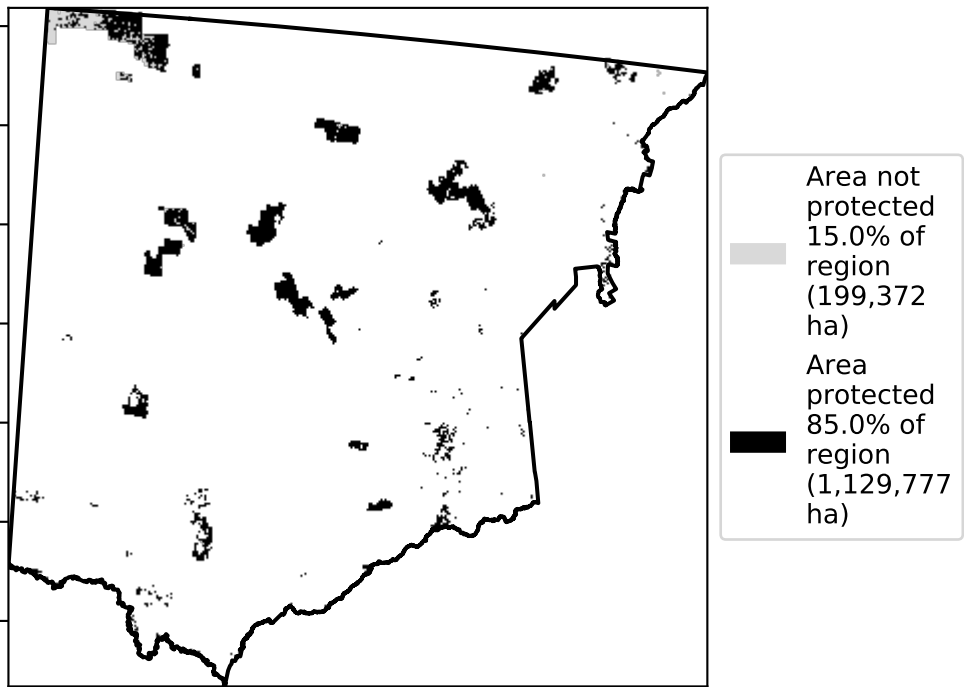 Area not
protected
15.0% of
region
(199,372
ha)
Area
protected
85.0% of
region
(1,129,777
ha)